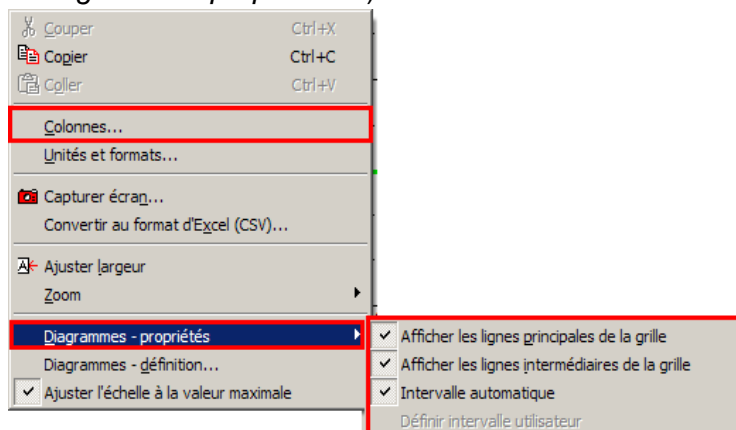 Couper Ctrl+X
Copier Ctrl+C
Coller Ctrl+V
Colonnes...
Unités et formats...
Capturer écran...
Convertir au format d'Excel (CSV)...
Ajuster largeur
Zoom
Diagrammes - propriétés
Diagrammes - définition...
Ajuster l'échelle à la valeur maximale
Afficher les lignes principales de la grille
Afficher les lignes intermédiaires de la grille
Intervalle automatique
Définir intervalle utilisateur